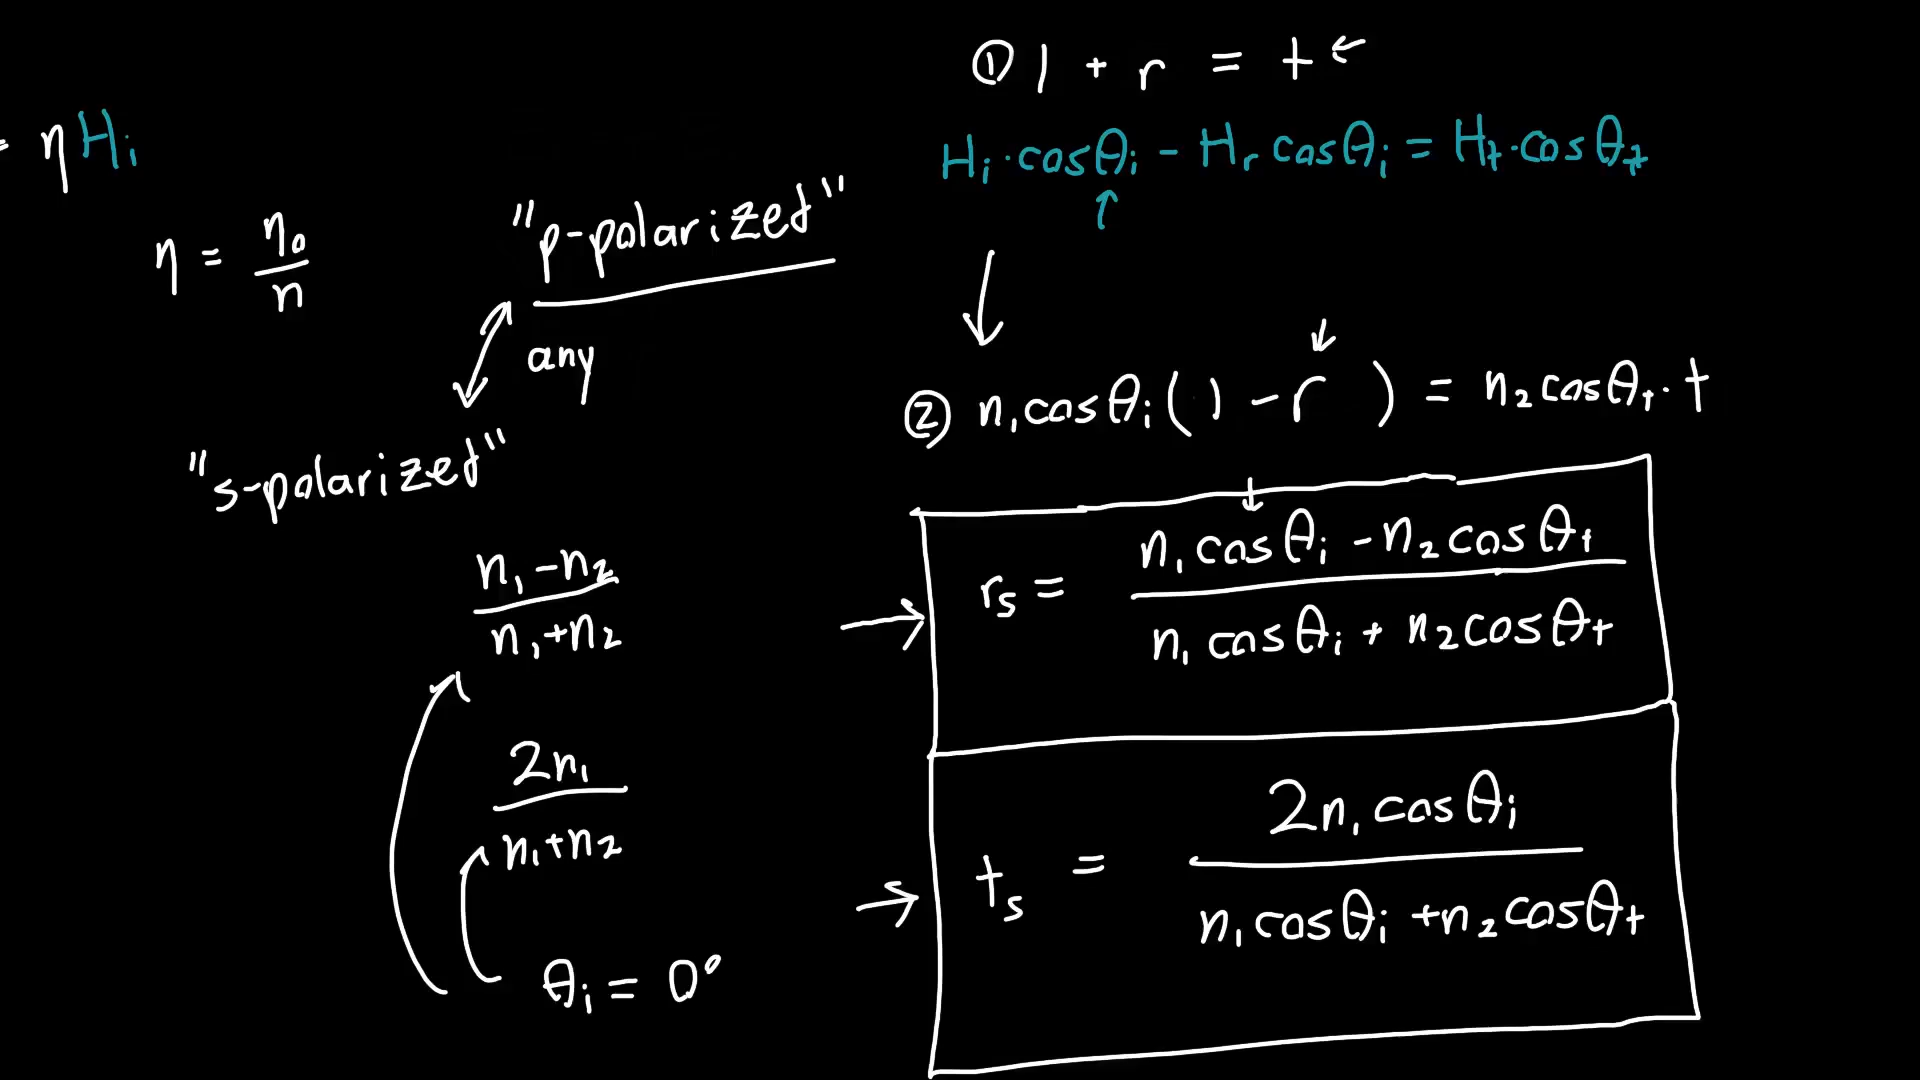 ① 1 + r = t ←
= ηHᵢ
Hᵢ·cosθᵢ - Hᵣ cosθᵢ = Hₜ·cosθₜ
η = η₀/n
"p-polarized"
any
② n₁cosθᵢ(1 - r) = n₂cosθₜ·t
"s-polarized"
(n₁-n₂)/(n₁+n₂)
rₛ = (n₁cosθᵢ - n₂cosθₜ)/(n₁cosθᵢ + n₂cosθₜ)
2n₁/(n₁+n₂)
tₛ = 2n₁cosθᵢ/(n₁cosθᵢ + n₂cosθₜ)
θᵢ = 0°